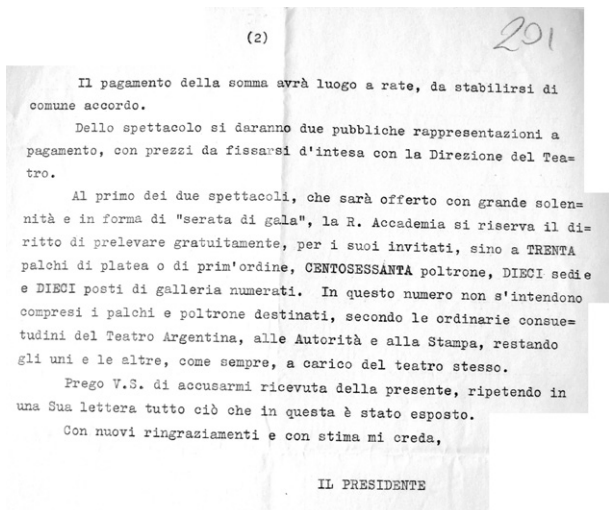 (2)
201
Il pagamento della somma avrà luogo a rate, da stabilirsi di
comune accordo.
Dello spettacolo si daranno due pubbliche rappresentazioni a
pagamento, con prezzi da fissarsi d'intesa con la Direzione del Tea=
tro.
Al primo dei due spettacoli, che sarà offerto con grande solen=
nità e in forma di "serata di gala", la R. Accademia si riserva il di=
ritto di prelevare gratuitamente, per i suoi invitati, sino a TRENTA
palchi di platea o di prim'ordine, CENTOSESSANTA poltrone, DIECI sedie
e DIECI posti di galleria numerati. In questo numero non s'intendono
compresi i palchi e poltrone destinati, secondo le ordinarie consue=
tudini del Teatro Argentina, alle Autorità e alla Stampa, restando
gli uni e le altre, come sempre, a carico del teatro stesso.
Prego V.S. di accusarmi ricevuta della presente, ripetendo in
una Sua lettera tutto ciò che in questa è stato esposto.
Con nuovi ringraziamenti e con stima mi creda,
IL PRESIDENTE